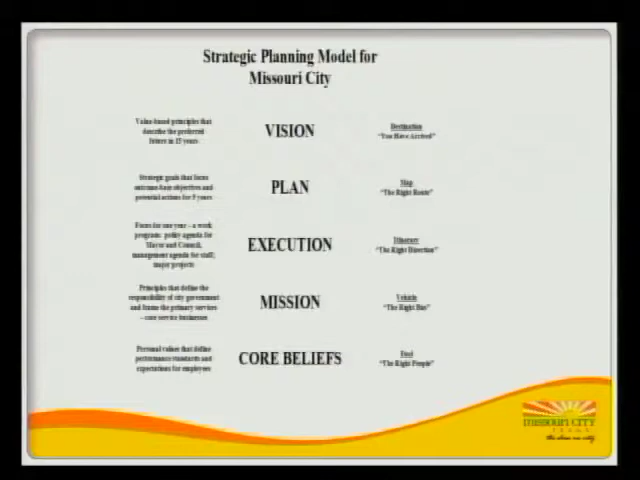 Strategic Planning Model for
Missouri City
Value-based principles that
describe the preferred
future in 15 years
VISION
Destination
"You Have Arrived"
Strategic goals that focus
outcome-base objectives and
potential actions for 5 years
PLAN
Map
"The Right Route"
Focus for one year – a work
program: policy agenda for
Mayor and Council,
management agenda for staff;
major projects
EXECUTION
Itinerary
"The Right Direction"
Principles that define the
responsibility of city government
and frame the primary services
– core service businesses
MISSION
Vehicle
"The Right Bus"
Personal values that define
performance standards and
expectations for employees
CORE BELIEFS
Fuel
"The Right People"
missouri CITY
TEXAS
the show me city